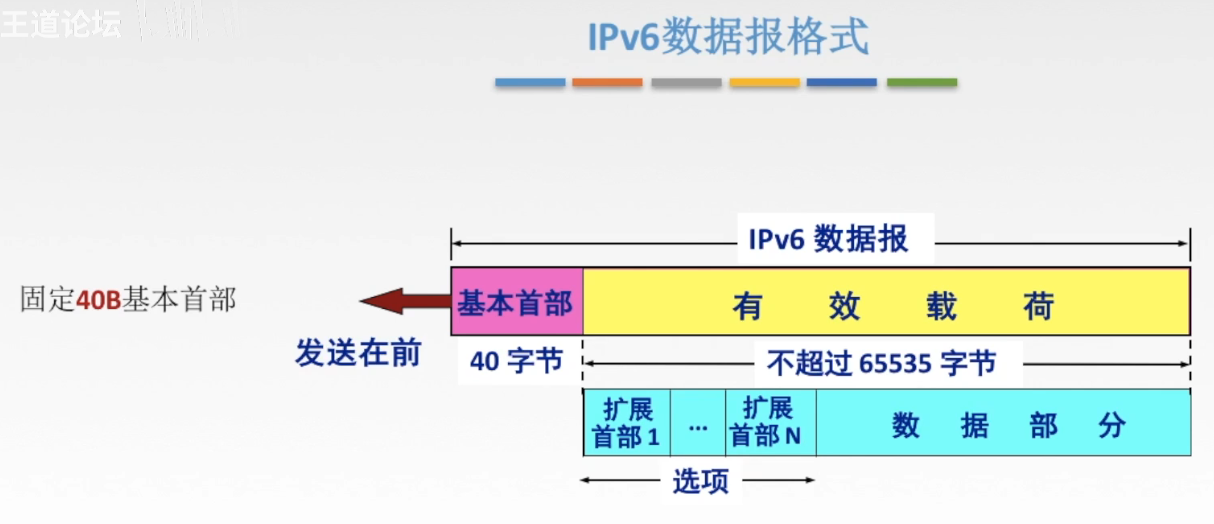 王道论坛
IPv6数据报格式
IPv6 数据报
固定40B基本首部
基本首部
有效载荷
发送在前
40 字节
不超过 65535 字节
扩展
首部 1
...
扩展
首部 N
数据部分
选项